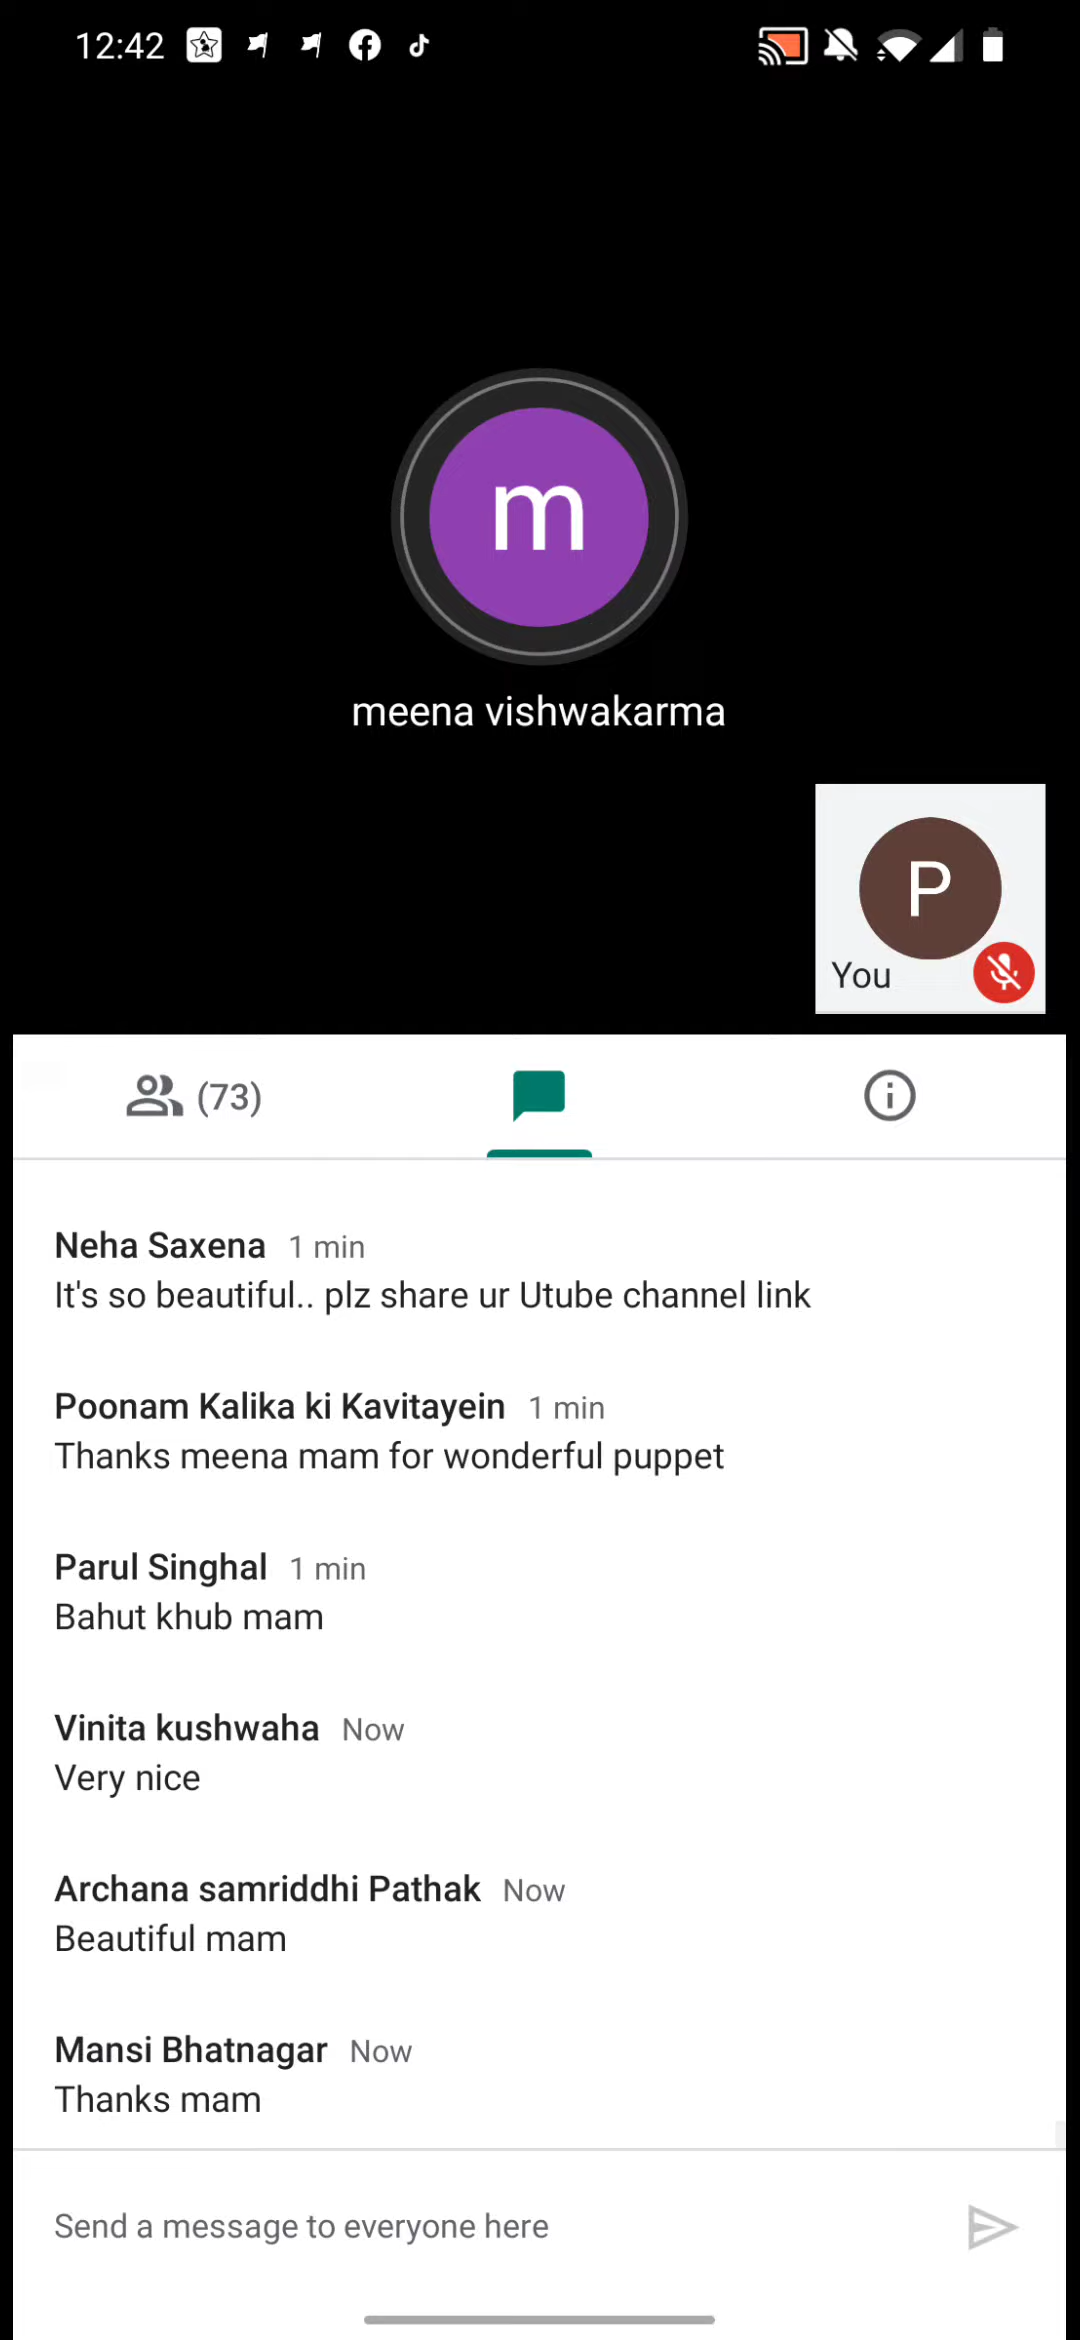 12:42
m
meena vishwakarma
P
You
(73)
Neha Saxena 1 min
It's so beautiful.. plz share ur Utube channel link
Poonam Kalika ki Kavitayein 1 min
Thanks meena mam for wonderful puppet
Parul Singhal 1 min
Bahut khub mam
Vinita kushwaha Now
Very nice
Archana samriddhi Pathak Now
Beautiful mam
Mansi Bhatnagar Now
Thanks mam
Send a message to everyone here